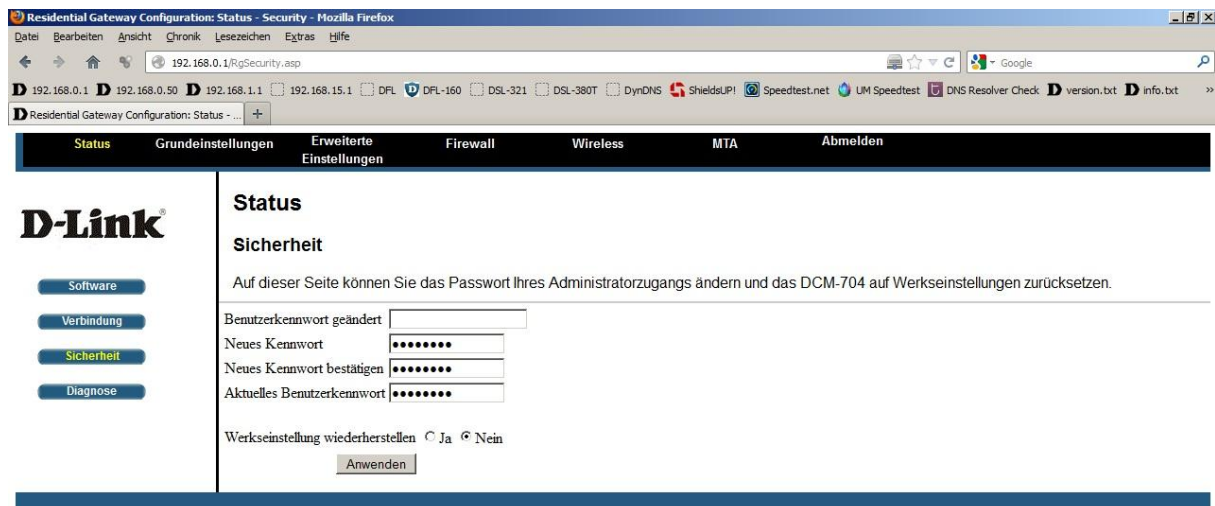 Residential Gateway Configuration: Status - Security - Mozilla Firefox
Datei Bearbeiten Ansicht Chronik Lesezeichen Extras Hilfe
192.168.0.1/RgSecurity.asp
Google
192.168.0.1 192.168.0.50 192.168.1.1 192.168.15.1 DFL DFL-160 DSL-321 DSL-380T DynDNS ShieldsUP! Speedtest.net UM Speedtest DNS Resolver Check version.txt info.txt »
Residential Gateway Configuration: Status - ... +
Status Grundeinstellungen Erweiterte Einstellungen Firewall Wireless MTA Abmelden
D-Link®
Software
Verbindung
Sicherheit
Diagnose
Status
Sicherheit
Auf dieser Seite können Sie das Passwort Ihres Administratorzugangs ändern und das DCM-704 auf Werkseinstellungen zurücksetzen.
Benutzerkennwort geändert
Neues Kennwort ••••••••
Neues Kennwort bestätigen ••••••••
Aktuelles Benutzerkennwort ••••••••
Werkseinstellung wiederherstellen Ja Nein
Anwenden